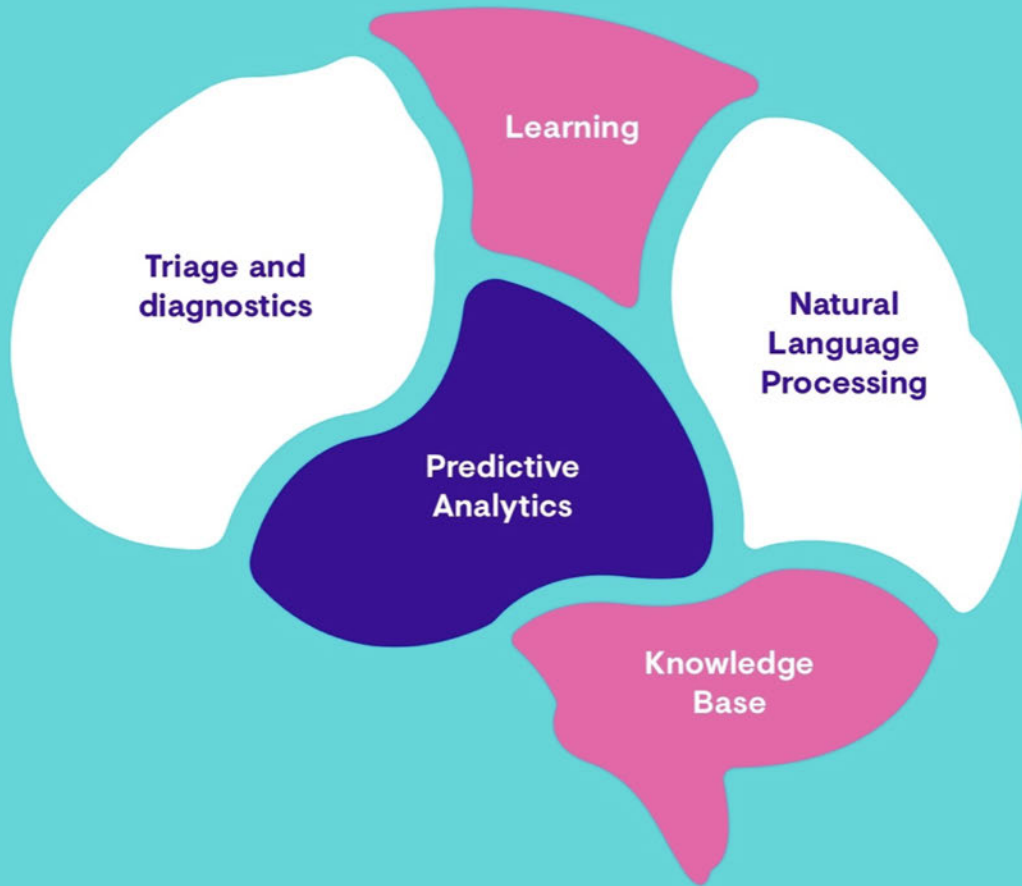 Learning
Triage and
diagnostics
Natural
Language
Processing
Predictive
Analytics
Knowledge
Base